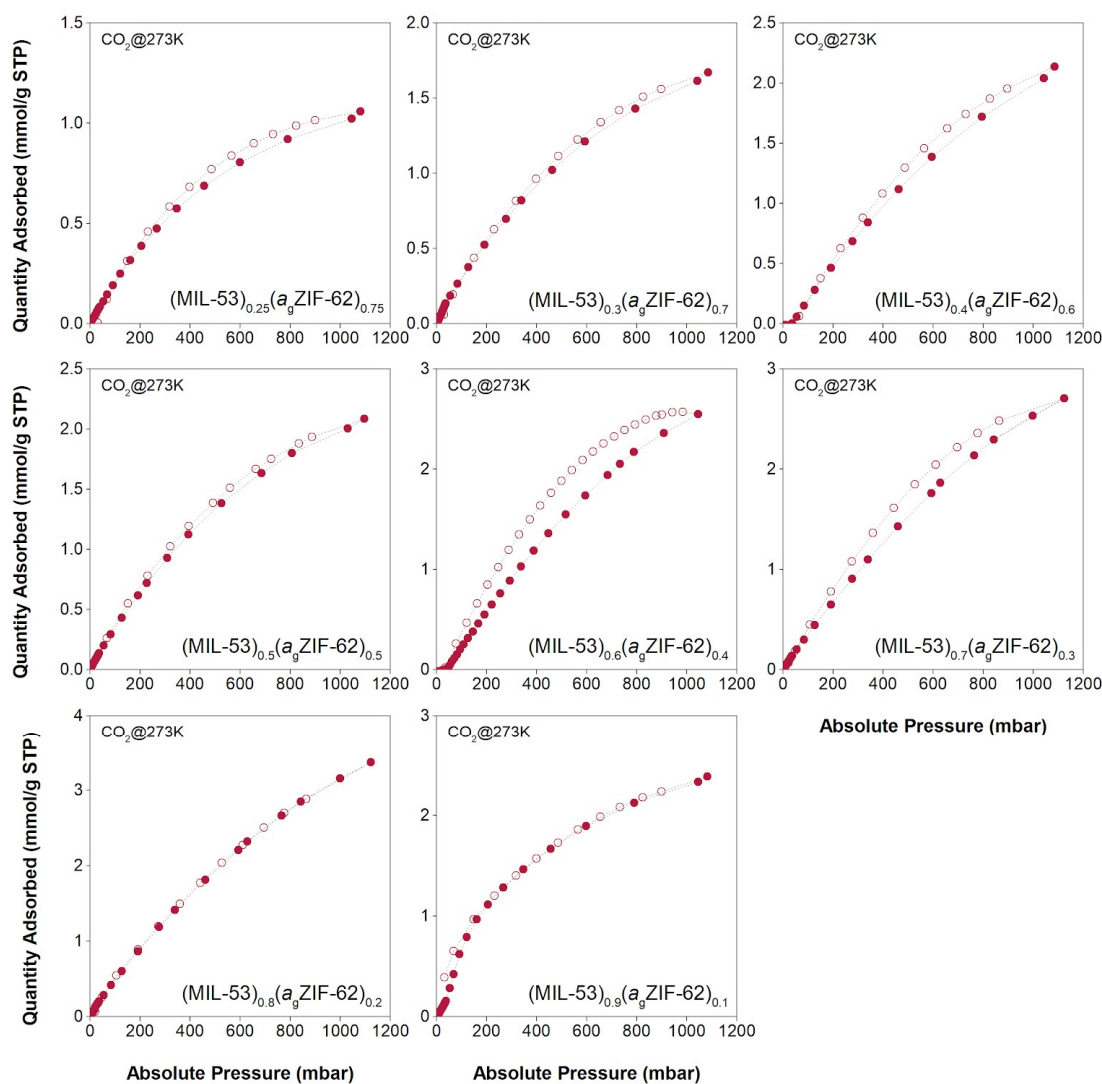 Quantity Adsorbed (mmol/g STP)
1.5
1.0
0.5
0.0
CO₂@273K
(MIL-53)₀.₂₅(a_gZIF-62)₀.₇₅
0 200 400 600 800 1000 1200
2.0
1.5
1.0
0.5
0.0
CO₂@273K
(MIL-53)₀.₃(a_gZIF-62)₀.₇
0 200 400 600 800 1000 1200
2.5
2.0
1.5
1.0
0.5
0.0
CO₂@273K
(MIL-53)₀.₄(a_gZIF-62)₀.₆
0 200 400 600 800 1000 1200
Quantity Adsorbed (mmol/g STP)
2.5
2.0
1.5
1.0
0.5
0.0
CO₂@273K
(MIL-53)₀.₅(a_gZIF-62)₀.₅
0 200 400 600 800 1000 1200
3
2
1
0
CO₂@273K
(MIL-53)₀.₆(a_gZIF-62)₀.₄
0 200 400 600 800 1000 1200
3
2
1
0
CO₂@273K
(MIL-53)₀.₇(a_gZIF-62)₀.₃
0 200 400 600 800 1000 1200
Absolute Pressure (mbar)
Quantity Adsorbed (mmol/g STP)
4
3
2
1
0
CO₂@273K
(MIL-53)₀.₈(a_gZIF-62)₀.₂
0 200 400 600 800 1000 1200
Absolute Pressure (mbar)
3
2
1
0
CO₂@273K
(MIL-53)₀.₉(a_gZIF-62)₀.₁
0 200 400 600 800 1000 1200
Absolute Pressure (mbar)